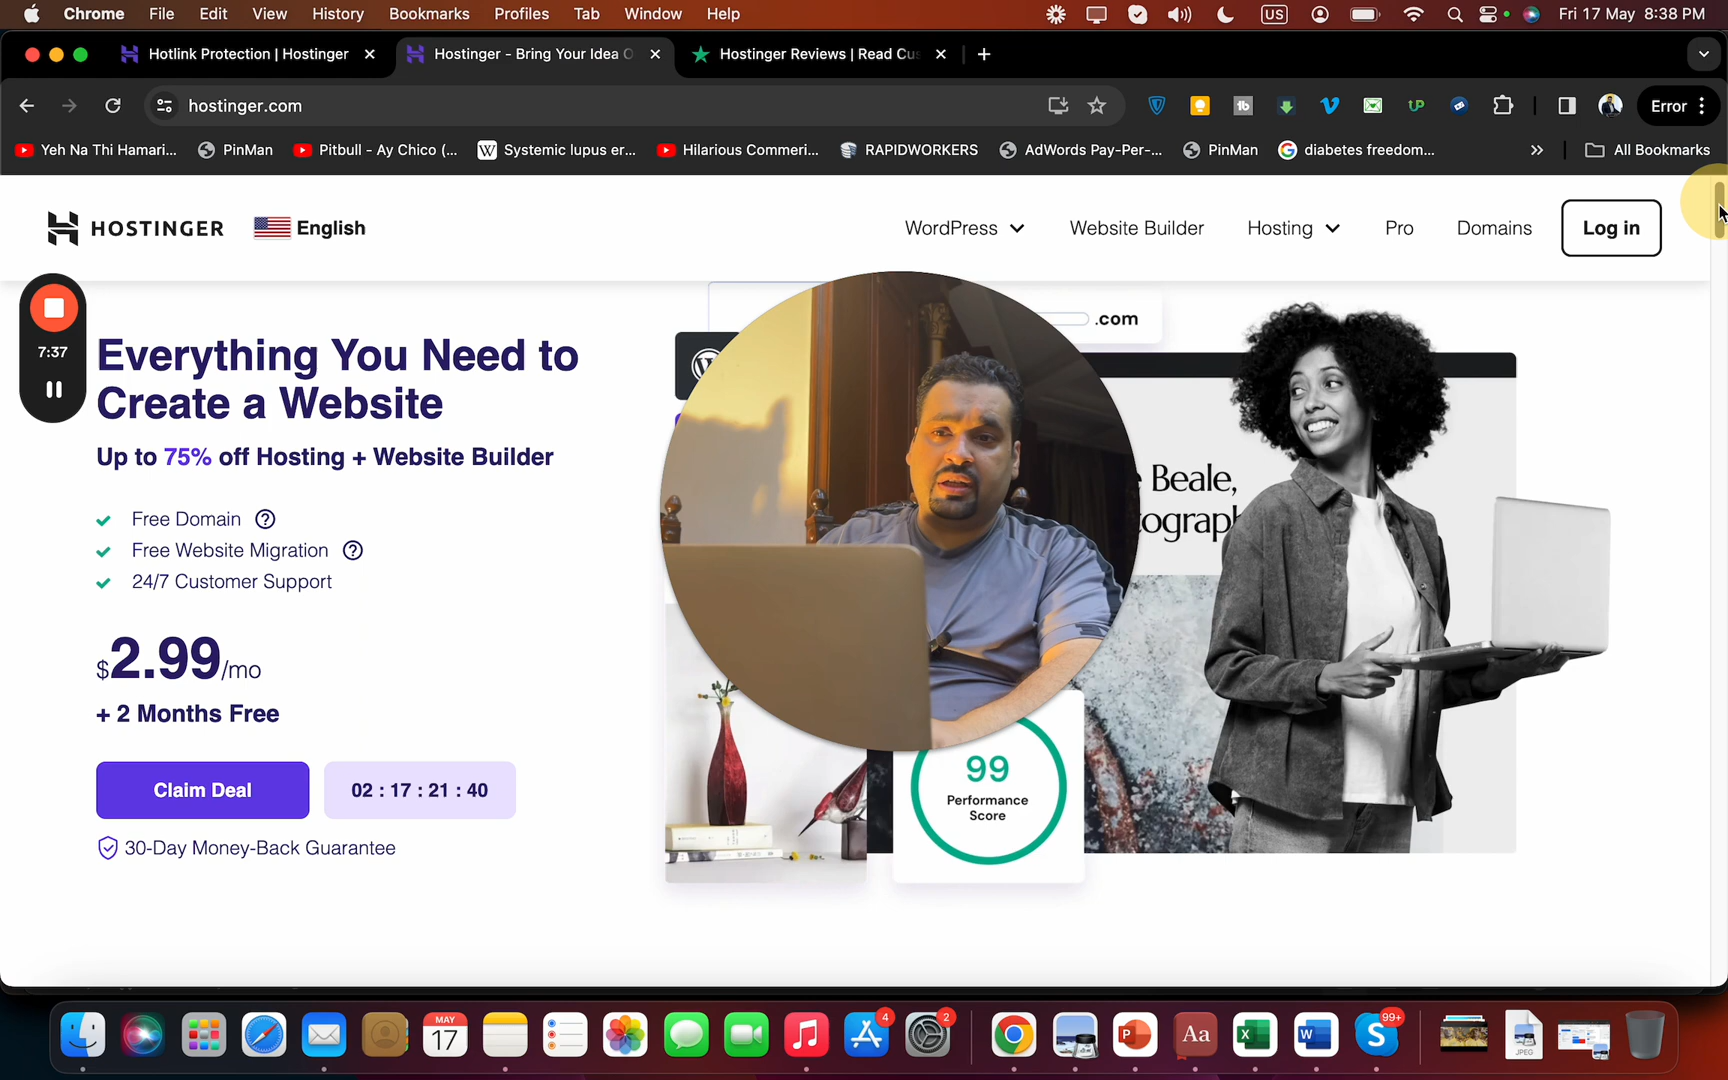 Chrome File Edit View History Bookmarks Profiles Tab Window Help US Fri 17 May 8:38 PM
Hotlink Protection | Hostinger Hostinger - Bring Your Idea O Hostinger Reviews | Read Cus
hostinger.com Error
Yeh Na Thi Hamari... PinMan Pitbull - Ay Chico (... Systemic lupus er... Hilarious Commeri... RAPIDWORKERS AdWords Pay-Per-... PinMan diabetes freedom... » All Bookmarks
HOSTINGER English WordPress Website Builder Hosting Pro Domains Log in
.com
7:37
Everything You Need to
Create a Website
Up to 75% off Hosting + Website Builder
Free Domain
Free Website Migration
24/7 Customer Support
$2.99/mo
+ 2 Months Free
Claim Deal 02 : 17 : 21 : 40
30-Day Money-Back Guarantee
Beale,
ograph
99
Performance
Score
MAY
17
4
2
Aa
99+
JPEG